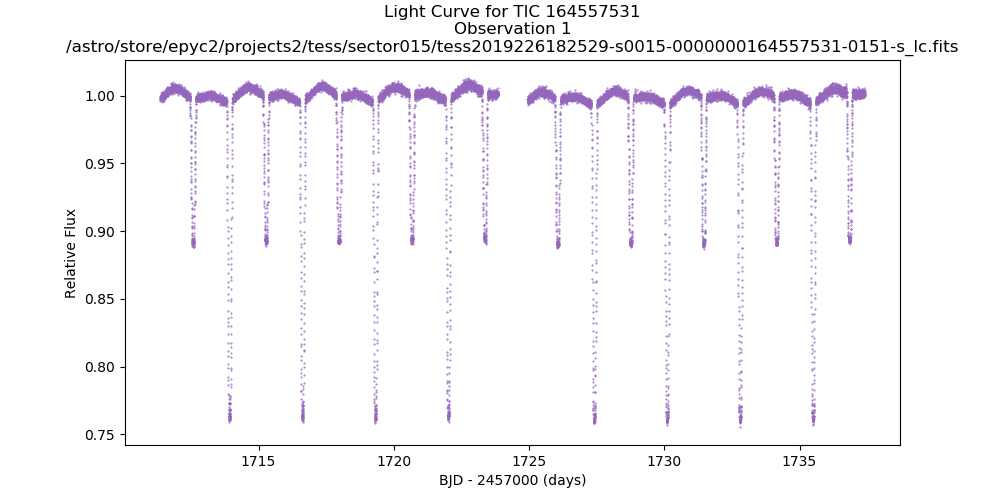 Light Curve for TIC 164557531
Observation 1
/astro/store/epyc2/projects2/tess/sector015/tess2019226182529-s0015-0000000164557531-0151-s_lc.fits
1.00
0.95
0.90
0.85
0.80
0.75
Relative Flux
1715
1720
1725
1730
1735
BJD - 2457000 (days)